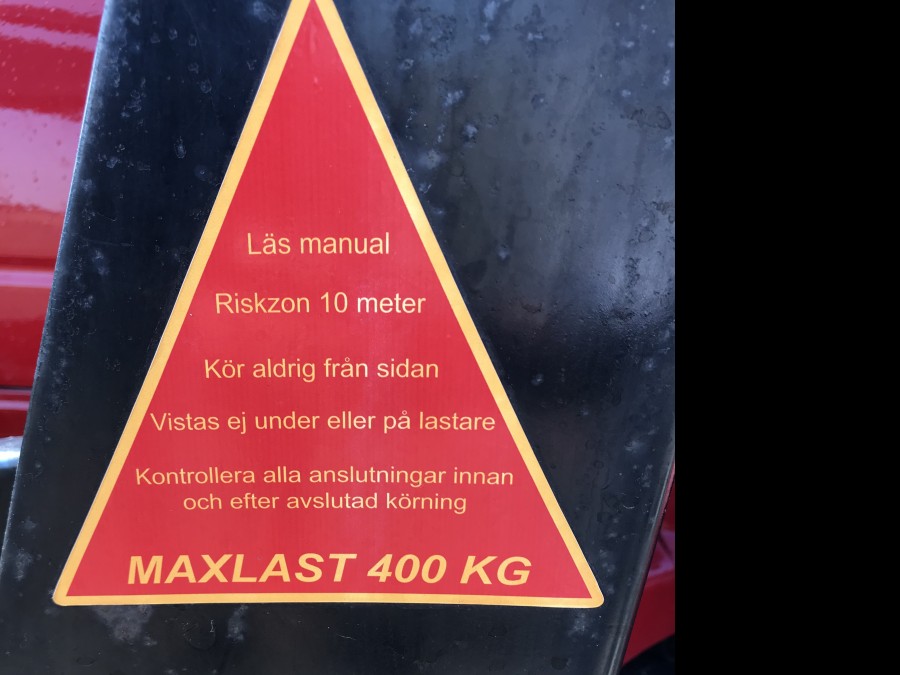 Läs manual
Riskzon 10 meter
Kör aldrig från sidan
Vistas ej under eller på lastare
Kontrollera alla anslutningar innan
och efter avslutad körning
MAXLAST 400 KG